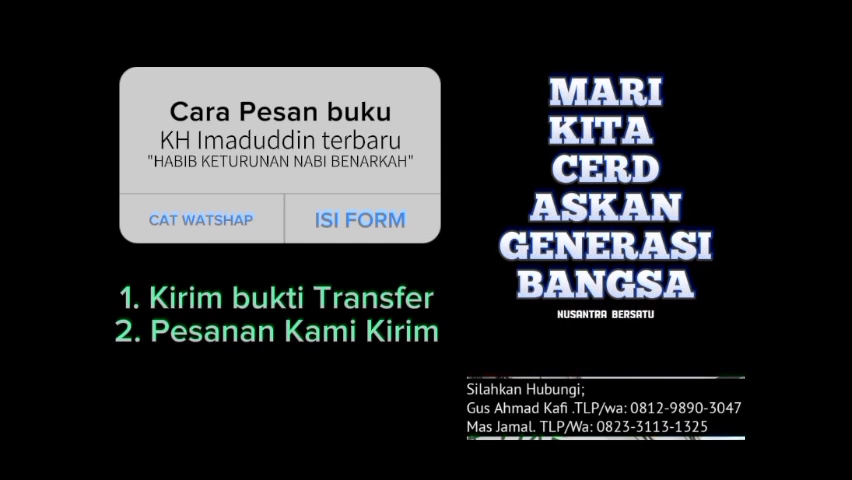 Cara Pesan buku
KH Imaduddin terbaru
"HABIB KETURUNAN NABI BENARKAH"
CAT WATSHAP
ISI FORM
1. Kirim bukti Transfer
2. Pesanan Kami Kirim
MARI
KITA
CERD
ASKAN
GENERASI
BANGSA
NUSANTRA BERSATU
Silahkan Hubungi;
Gus Ahmad Kafi .TLP/wa: 0812-9890-3047
Mas Jamal. TLP/Wa: 0823-3113-1325